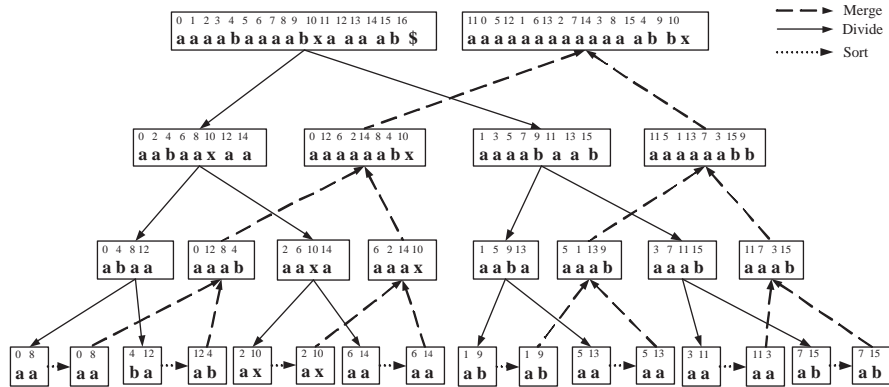 0 1 2 3 4 5 6 7 8 9 10 11 12 13 14 15 16
a a a a b a a a a b x a a a a b $
11 0 5 12 1 6 13 2 7 14 3 8 15 4 9 10
a a a a a a a a a a a a a b b b x
Merge
Divide
Sort
0 2 4 6 8 10 12 14
a a b a a x a a
0 12 6 2 14 8 4 10
a a a a a a b x
1 3 5 7 9 11 13 15
a a a a b a a b
11 5 1 13 7 3 15 9
a a a a a a b b
0 4 8 12
a b a a
0 12 8 4
a a a b
2 6 10 14
a a x a
6 2 14 10
a a a x
1 5 9 13
a a b a
5 1 13 9
a a a b
3 7 11 15
a a a b
11 7 3 15
a a a b
0 8
a a
0 8
a a
4 12
b a
12 4
a b
2 10
a x
2 10
a x
6 14
a a
6 14
a a
1 9
a b
1 9
a b
5 13
a a
5 13
a a
3 11
a a
11 3
a a
7 15
a b
7 15
a b